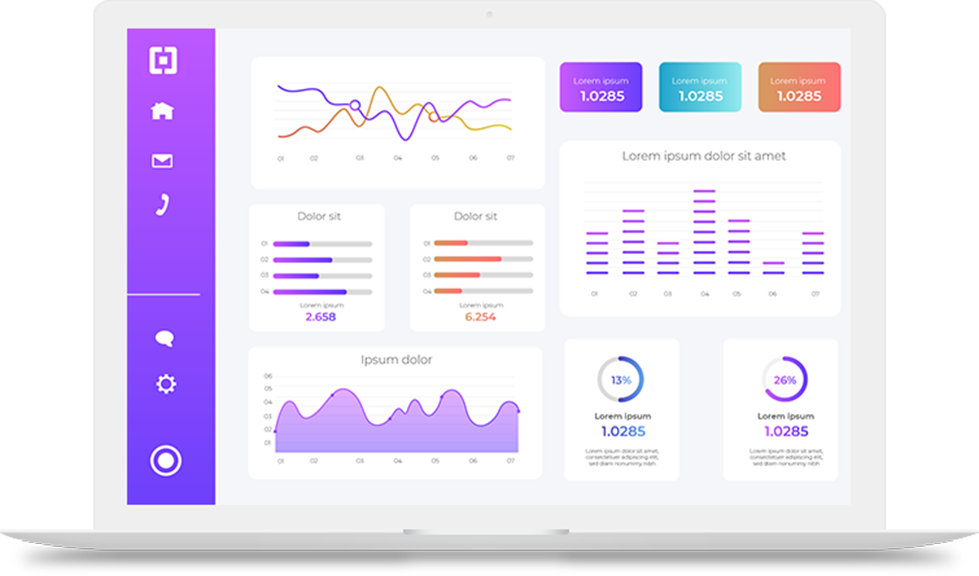 01 02 03 04 05 06 07
Lorem ipsum
1.0285
Lorem ipsum
1.0285
Lorem ipsum
1.0285
Lorem ipsum dolor sit amet
01 02 03 04 05 06 07
Dolor sit
01
02
03
04
Lorem ipsum
2.658
Dolor sit
01
02
03
04
Lorem ipsum
6.254
Ipsum dolor
06
05
04
03
02
01
01 02 03 04 05 06 07
13%
Lorem ipsum
1.0285
Lorem ipsum dolor sit amet,
consectetuer adipiscing elit,
sed diam nonummy nibh
26%
Lorem ipsum
1.0285
Lorem ipsum dolor sit amet,
consectetuer adipiscing elit,
sed diam nonummy nibh